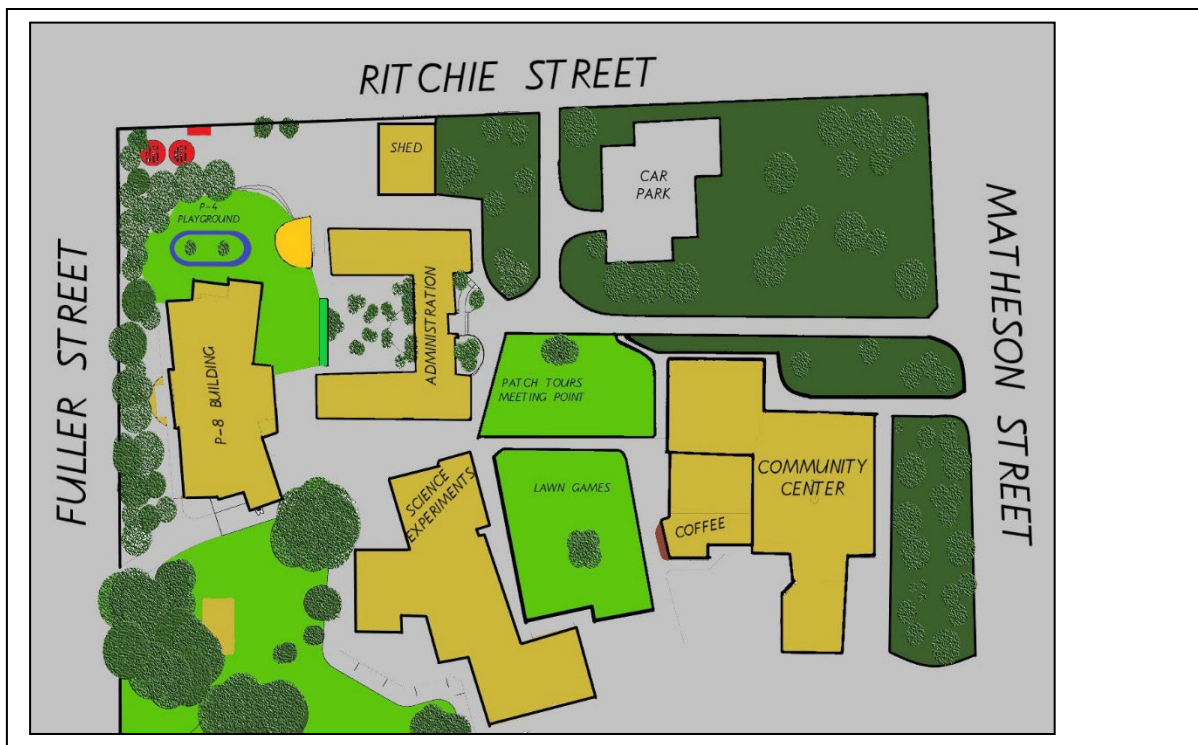 RITCHIE STREET
SHED
CAR
PARK
P-4
PLAYGROUND
MATHESON STREET
FULLER STREET
ADMINISTRATION
P-8 BUILDING
PATCH TOURS
MEETING POINT
SCIENCE
EXPERIMENTS
LAWN GAMES
COMMUNITY
CENTER
COFFEE